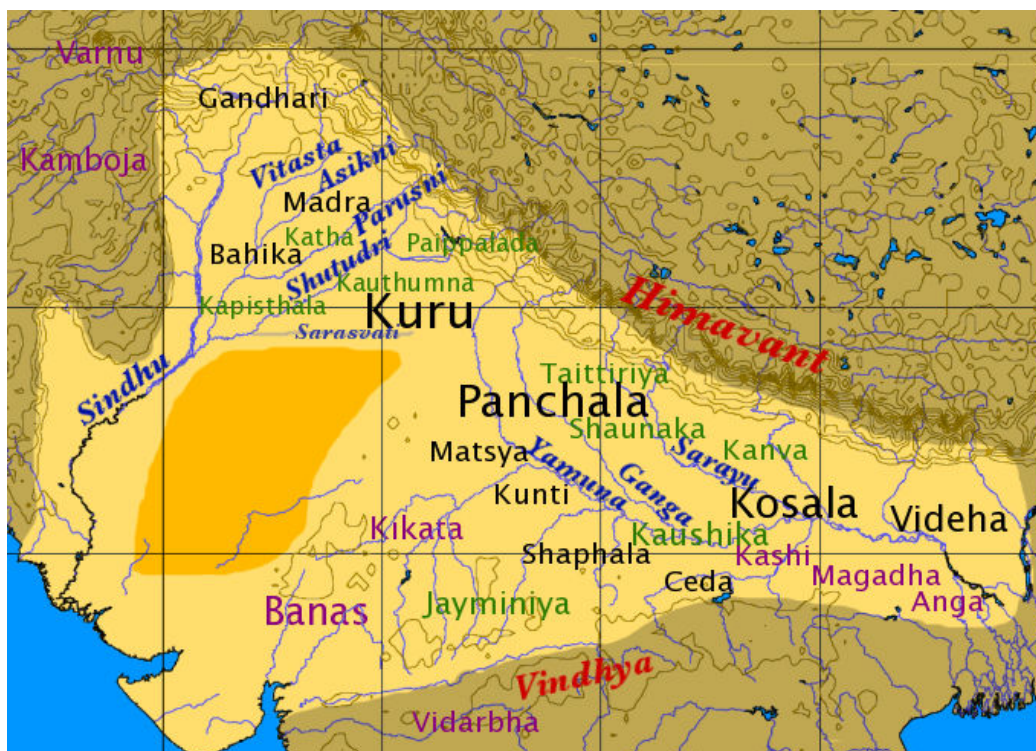 Varnu
Gandhari
Kamboja
Vitasta
Asikni
Madra
Parusni
Katha
Paippalada
Bahika
Shutudri
Kauthumna
Kapisthala
Kuru
Himavant
Sarasvati
Sindhu
Taittiriya
Panchala
Shaunaka
Matsya
Kanva
Sarayu
Yamuna
Ganga
Kunti
Kosala
Videha
Kikata
Kaushika
Shaphala
Kashi
Ceda
Magadha
Anga
Banas
Jayminiya
Vindhya
Vidarbha